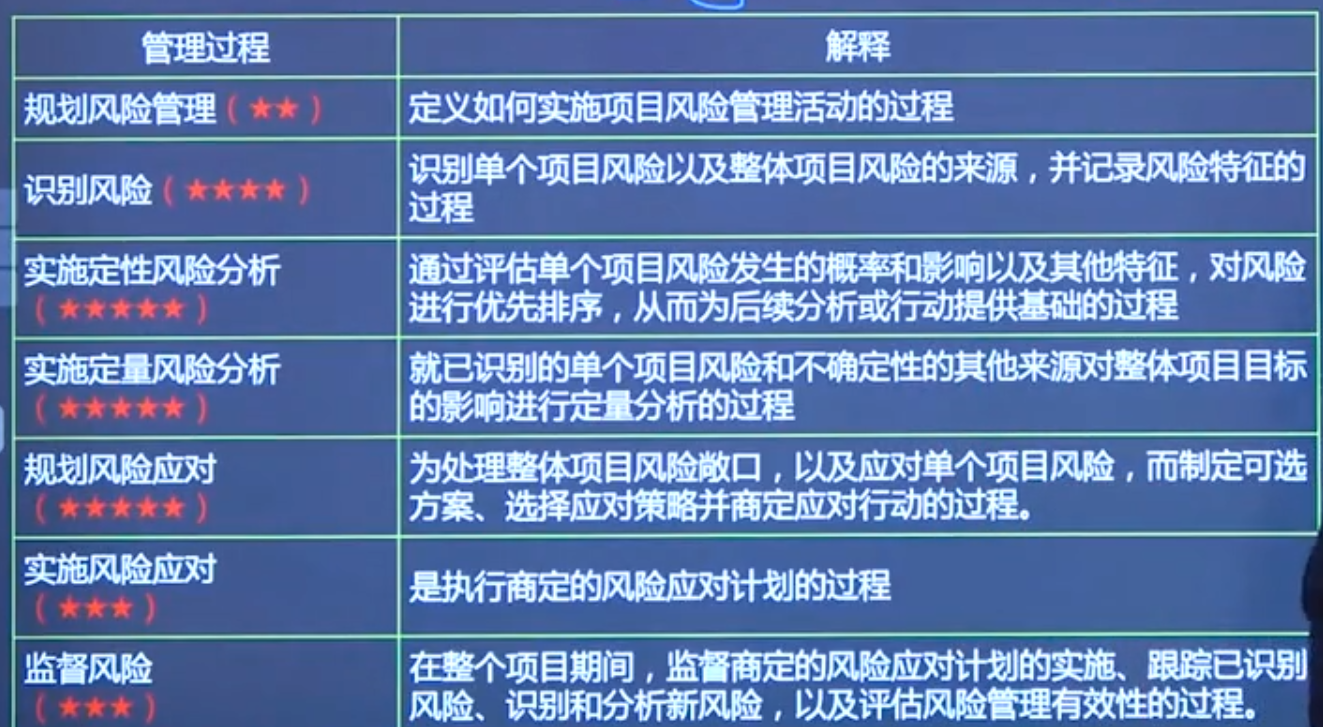 管理过程
解释
规划风险管理（★★）
定义如何实施项目风险管理活动的过程
识别风险（★★★★）
识别单个项目风险以及整体项目风险的来源，并记录风险特征的
过程
实施定性风险分析
（★★★★★）
通过评估单个项目风险发生的概率和影响以及其他特征，对风险
进行优先排序，从而为后续分析或行动提供基础的过程
实施定量风险分析
（★★★★★）
就已识别的单个项目风险和不确定性的其他来源对整体项目目标
的影响进行定量分析的过程
规划风险应对
（★★★★★）
为处理整体项目风险敞口，以及应对单个项目风险，而制定可选
方案、选择应对策略并商定应对行动的过程。
实施风险应对
（★★★）
是执行商定的风险应对计划的过程
监督风险
（★★★）
在整个项目期间，监督商定的风险应对计划的实施、跟踪已识别
风险、识别和分析新风险，以及评估风险管理有效性的过程。